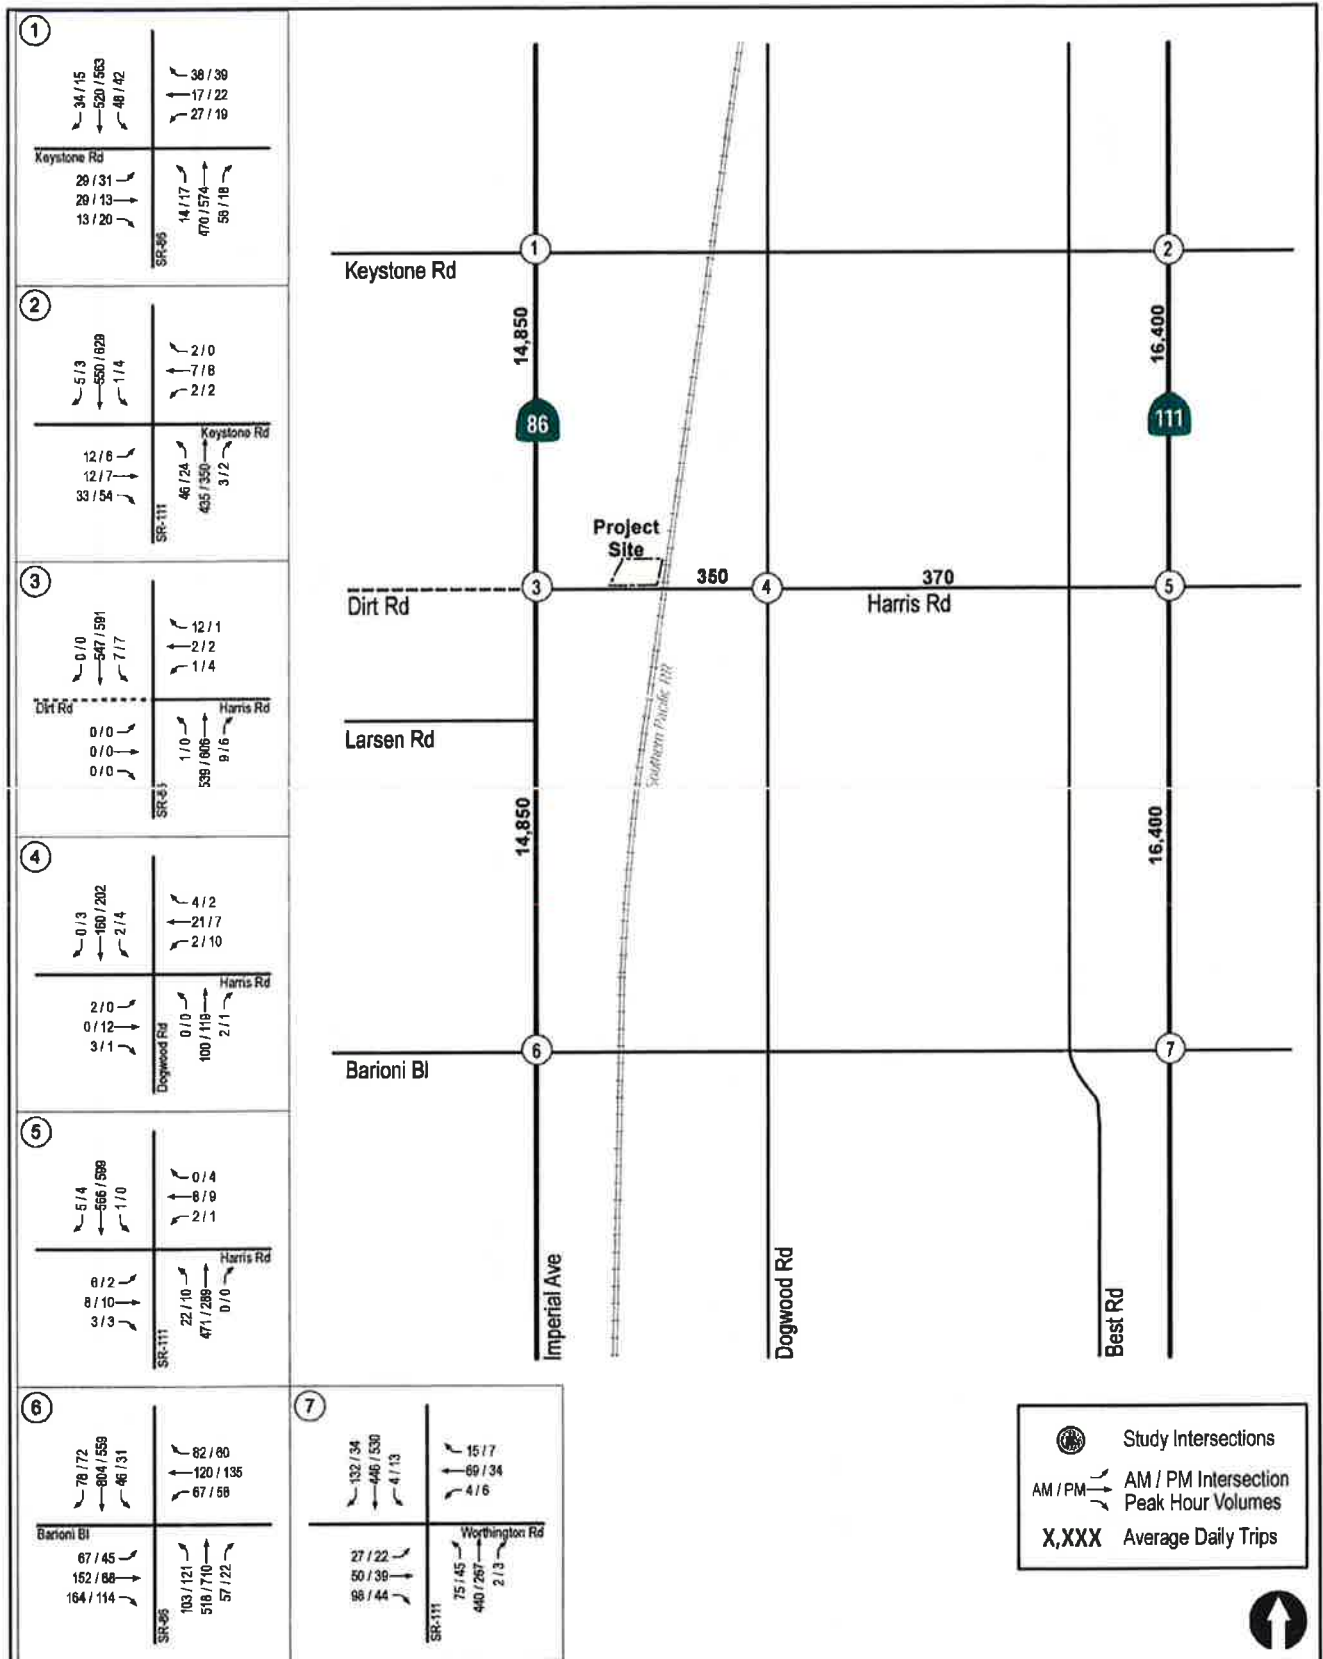 1
34 / 15
520 / 563
48 / 42
38 / 39
17 / 22
27 / 19
Keystone Rd
29 / 31
29 / 13
13 / 20
14 / 17
470 / 574
58 / 18
SR-86
2
5 / 3
550 / 629
1 / 4
2 / 0
7 / 8
2 / 2
Keystone Rd
12 / 6
12 / 7
33 / 54
46 / 24
435 / 350
3 / 2
SR-111
3
0 / 0
547 / 591
7 / 7
12 / 1
2 / 2
1 / 4
Dirt Rd
Harris Rd
0 / 0
0 / 0
0 / 0
1 / 0
539 / 606
9 / 6
SR-86
4
0 / 3
160 / 202
2 / 4
4 / 2
21 / 7
2 / 10
Harris Rd
2 / 0
0 / 12
3 / 1
0 / 0
100 / 119
2 / 1
Dogwood Rd
5
5 / 4
566 / 599
1 / 0
0 / 4
8 / 9
2 / 1
Harris Rd
6 / 2
8 / 10
3 / 3
22 / 10
471 / 289
0 / 0
SR-111
6
78 / 72
804 / 559
46 / 31
82 / 60
120 / 135
67 / 58
Barioni Bl
67 / 45
152 / 68
164 / 114
103 / 121
518 / 710
57 / 22
SR-86
7
132 / 34
446 / 530
4 / 13
15 / 7
69 / 34
4 / 6
Worthington Rd
27 / 22
50 / 39
98 / 44
75 / 45
440 / 267
2 / 3
SR-111
1
2
Keystone Rd
14,850
16,400
86
111
Project
Site
3
350
4
370
5
Dirt Rd
Harris Rd
Southern Pacific RR
Larsen Rd
14,850
16,400
6
7
Barioni Bl
Imperial Ave
Dogwood Rd
Best Rd
Study Intersections
AM / PM
AM / PM Intersection
Peak Hour Volumes
X,XXX Average Daily Trips